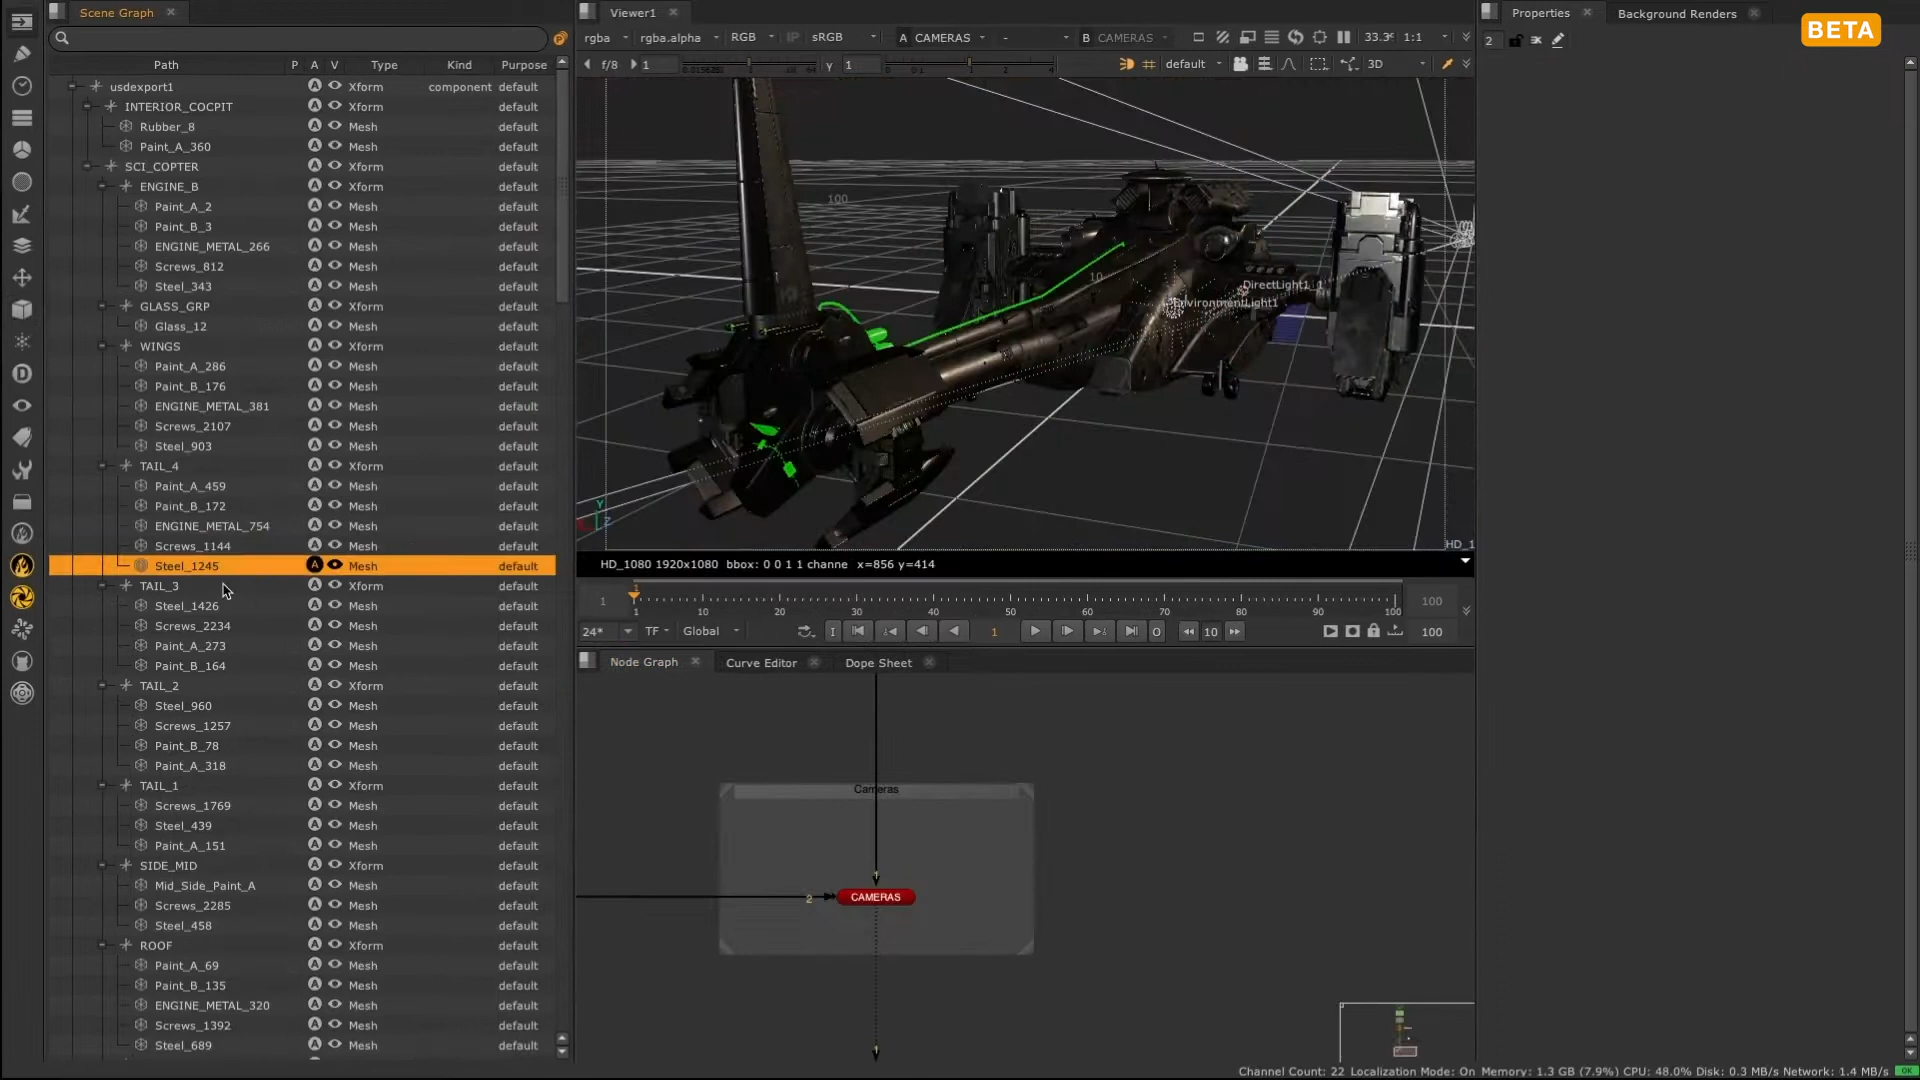 Scene Graph
Path P A V Type Kind Purpose
usdexport1 A Xform component default
INTERIOR_COCPIT A Xform default
Rubber_8 A Mesh default
Paint_A_360 A Mesh default
SCI_COPTER A Xform default
ENGINE_B A Xform default
Paint_A_2 A Mesh default
Paint_B_3 A Mesh default
ENGINE_METAL_266 A Mesh default
Screws_812 A Mesh default
Steel_343 A Mesh default
GLASS_GRP A Xform default
Glass_12 A Mesh default
WINGS A Xform default
Paint_A_286 A Mesh default
Paint_B_176 A Mesh default
ENGINE_METAL_381 A Mesh default
Screws_2107 A Mesh default
Steel_903 A Mesh default
TAIL_4 A Xform default
Paint_A_459 A Mesh default
Paint_B_172 A Mesh default
ENGINE_METAL_754 A Mesh default
Screws_1144 A Mesh default
Steel_1245 A Mesh default
TAIL_3 A Xform default
Steel_1426 A Mesh default
Screws_2234 A Mesh default
Paint_A_273 A Mesh default
Paint_B_164 A Mesh default
TAIL_2 A Xform default
Steel_960 A Mesh default
Screws_1257 A Mesh default
Paint_B_78 A Mesh default
Paint_A_318 A Mesh default
TAIL_1 A Xform default
Screws_1769 A Mesh default
Steel_439 A Mesh default
Paint_A_151 A Mesh default
SIDE_MID A Xform default
Mid_Side_Paint_A A Mesh default
Screws_2285 A Mesh default
Steel_458 A Mesh default
ROOF A Xform default
Paint_A_69 A Mesh default
Paint_B_135 A Mesh default
ENGINE_METAL_320 A Mesh default
Screws_1392 A Mesh default
Steel_689 A Mesh default
Viewer1
rgba rgba.alpha RGB IP sRGB A CAMERAS - B CAMERAS 33.3% 1:1
f/8 1 Y 1 default 3D
100
10
DirectLight1
EnvironmentLight1
Y
Z
HD_1
HD_1080 1920x1080 bbox: 0 0 1 1 channe x=856 y=414
1 1 100
1 10 20 30 40 50 60 70 80 90 100
24* TF Global I 1 O 10 100
Node Graph Curve Editor Dope Sheet
Cameras
2 CAMERAS
Properties Background Renders
BETA
2
Channel Count: 22 Localization Mode: On Memory: 1.3 GB (7.9%) CPU: 48.0% Disk: 0.3 MB/s Network: 1.4 MB/s OK